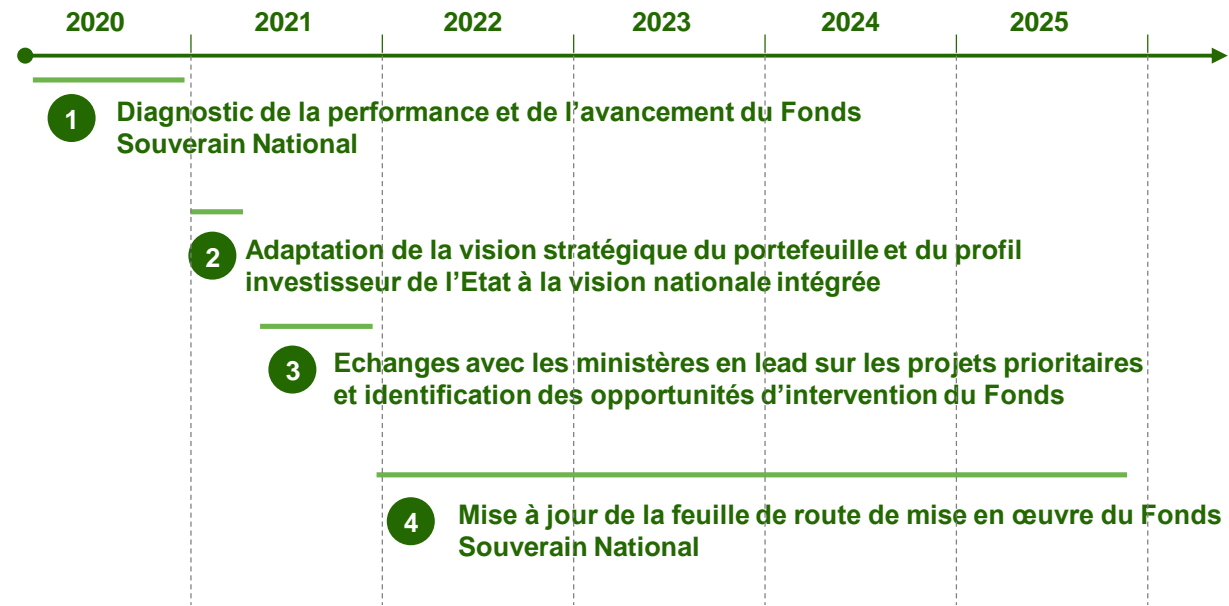 2020 2021 2022 2023 2024 2025
1 Diagnostic de la performance et de l'avancement du Fonds
Souverain National
2 Adaptation de la vision stratégique du portefeuille et du profil
investisseur de l'Etat à la vision nationale intégrée
3 Echanges avec les ministères en lead sur les projets prioritaires
et identification des opportunités d'intervention du Fonds
4 Mise à jour de la feuille de route de mise en œuvre du Fonds
Souverain National